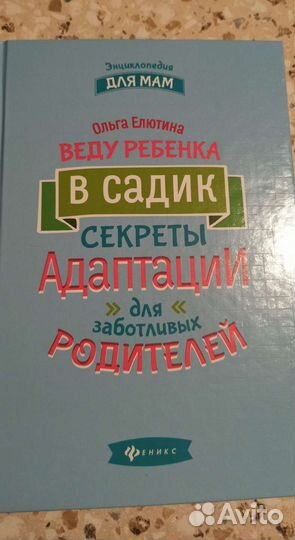 Энциклопедия
ДЛЯ МАМ
Ольга Елютина
ВЕДУ РЕБЕНКА
В САДИК
СЕКРЕТЫ
АДАПТАЦИИ
» для «
заботливых
РОДИТЕЛЕЙ
ФЕНИКС
Avito